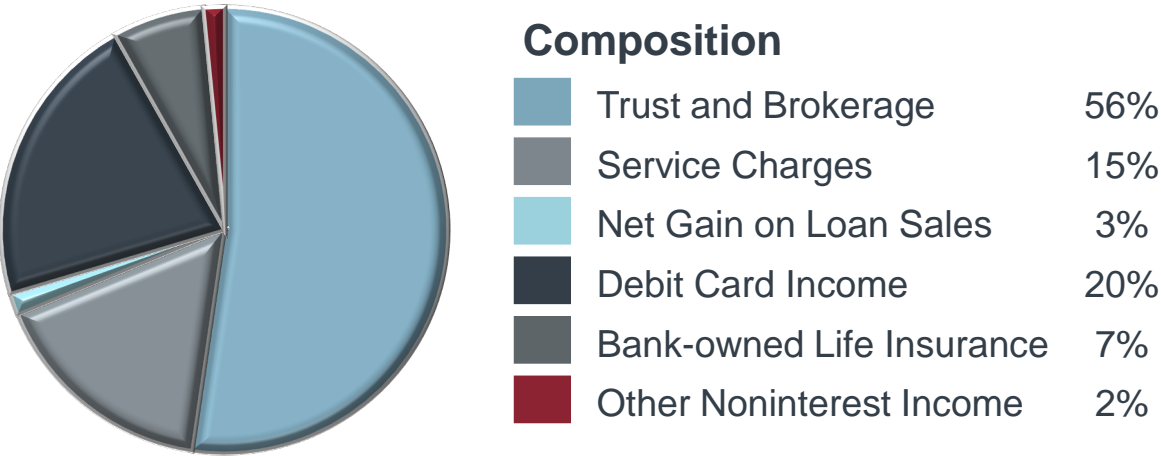 Composition
Trust and Brokerage 56%
Service Charges 15%
Net Gain on Loan Sales 3%
Debit Card Income 20%
Bank-owned Life Insurance 7%
Other Noninterest Income 2%